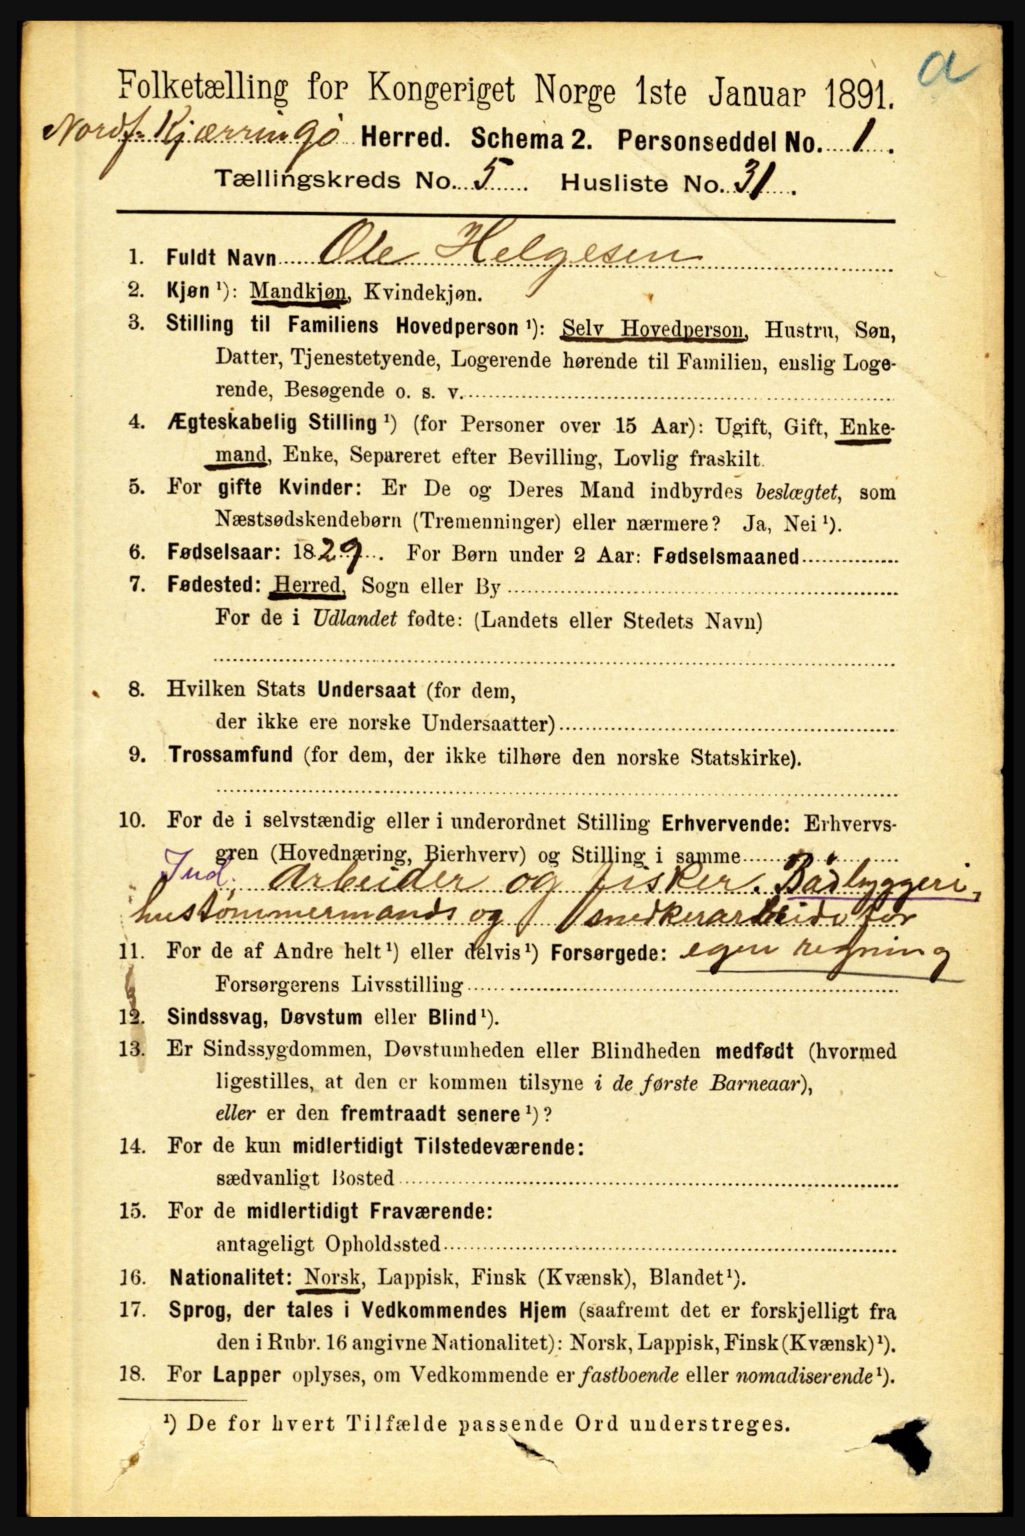 a
Folketælling for Kongeriget Norge 1ste Januar 1891.
Nordf. Kjærringø Herred. Schema 2. Personseddel No. 1.
Tællingskreds No. 5. Husliste No. 31.
1. Fuldt Navn Ole Helgesen
2. Kjøn ¹): Mandkjøn, Kvindekjøn.
3. Stilling til Familiens Hovedperson ¹): Selv Hovedperson, Hustru, Søn,
Datter, Tjenestetyende, Logerende hørende til Familien, enslig Loge-
rende, Besøgende o. s. v.
4. Ægteskabelig Stilling ¹) (for Personer over 15 Aar): Ugift, Gift, Enke-
mand, Enke, Separeret efter Bevilling, Lovlig fraskilt.
5. For gifte Kvinder: Er De og Deres Mand indbyrdes beslægtet, som
Næstsødskendebørn (Tremenninger) eller nærmere? Ja, Nei ¹).
6. Fødselsaar: 1829. For Børn under 2 Aar: Fødselsmaaned
7. Fødested: Herred, Sogn eller By
For de i Udlandet fødte: (Landets eller Stedets Navn)
8. Hvilken Stats Undersaat (for dem,
der ikke ere norske Undersaatter)
9. Trossamfund (for dem, der ikke tilhøre den norske Statskirke).
10. For de i selvstændig eller i underordnet Stilling Erhvervende: Erhvervs-
gren (Hovednæring, Bierhverv) og Stilling i samme
Ind. Arbeider og fisker. Bådbyggeri,
hustømmermands og snedkerarbeide for
11. For de af Andre helt ¹) eller delvis ¹) Forsørgede: egen regning
Forsørgerens Livsstilling
12. Sindssvag, Døvstum eller Blind ¹).
13. Er Sindssygdommen, Døvstumheden eller Blindheden medfødt (hvormed
ligestilles, at den er kommen tilsyne i de første Barneaar),
eller er den fremtraadt senere ¹)?
14. For de kun midlertidigt Tilstedeværende:
sædvanligt Bosted
15. For de midlertidigt Fraværende:
antageligt Opholdssted
16. Nationalitet: Norsk, Lappisk, Finsk (Kvænsk), Blandet ¹).
17. Sprog, der tales i Vedkommendes Hjem (saafremt det er forskjelligt fra
den i Rubr. 16 angivne Nationalitet): Norsk, Lappisk, Finsk (Kvænsk) ¹).
18. For Lapper oplyses, om Vedkommende er fastboende eller nomadiserende ¹).
¹) De for hvert Tilfælde passende Ord understreges.